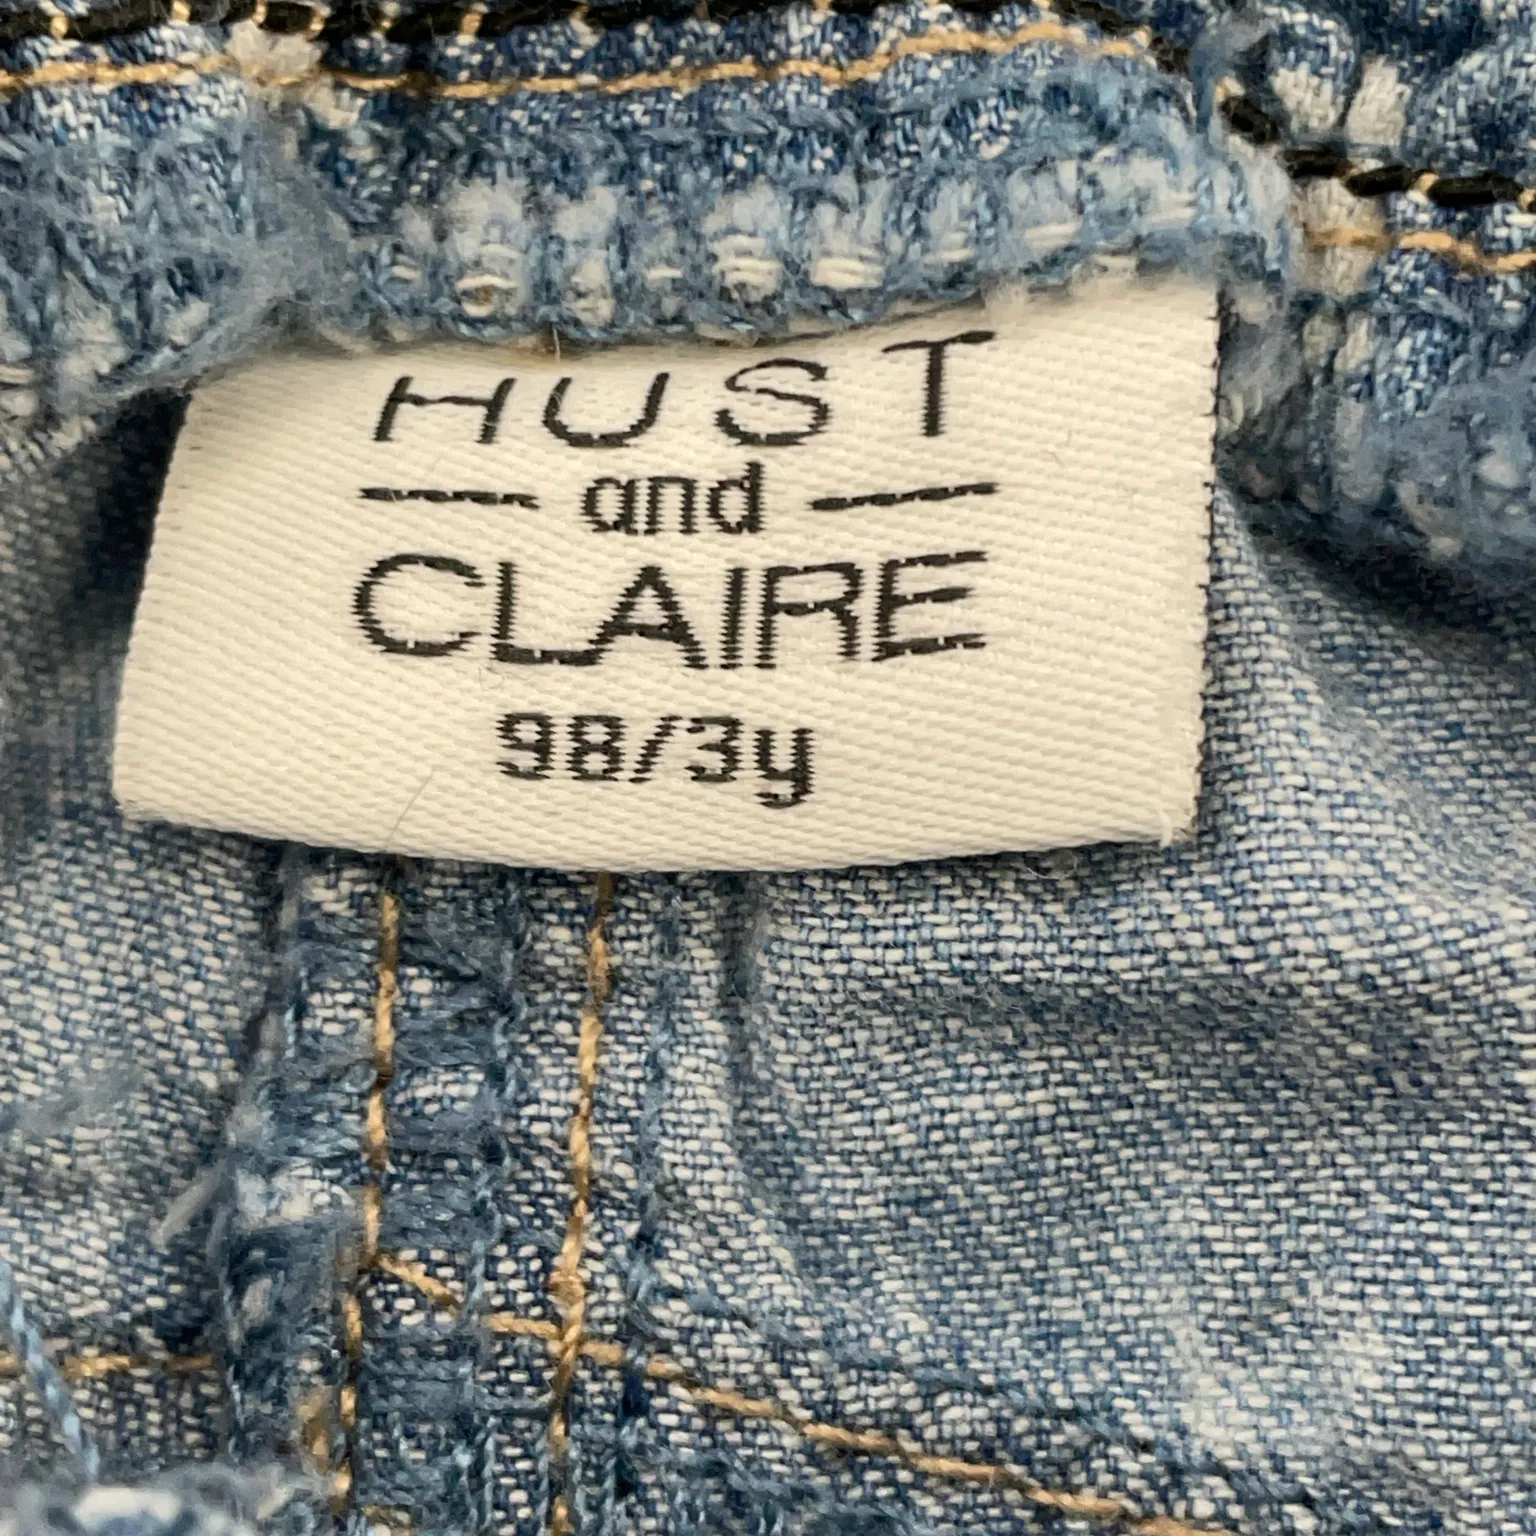 HUST
and
CLAIRE
98/3y